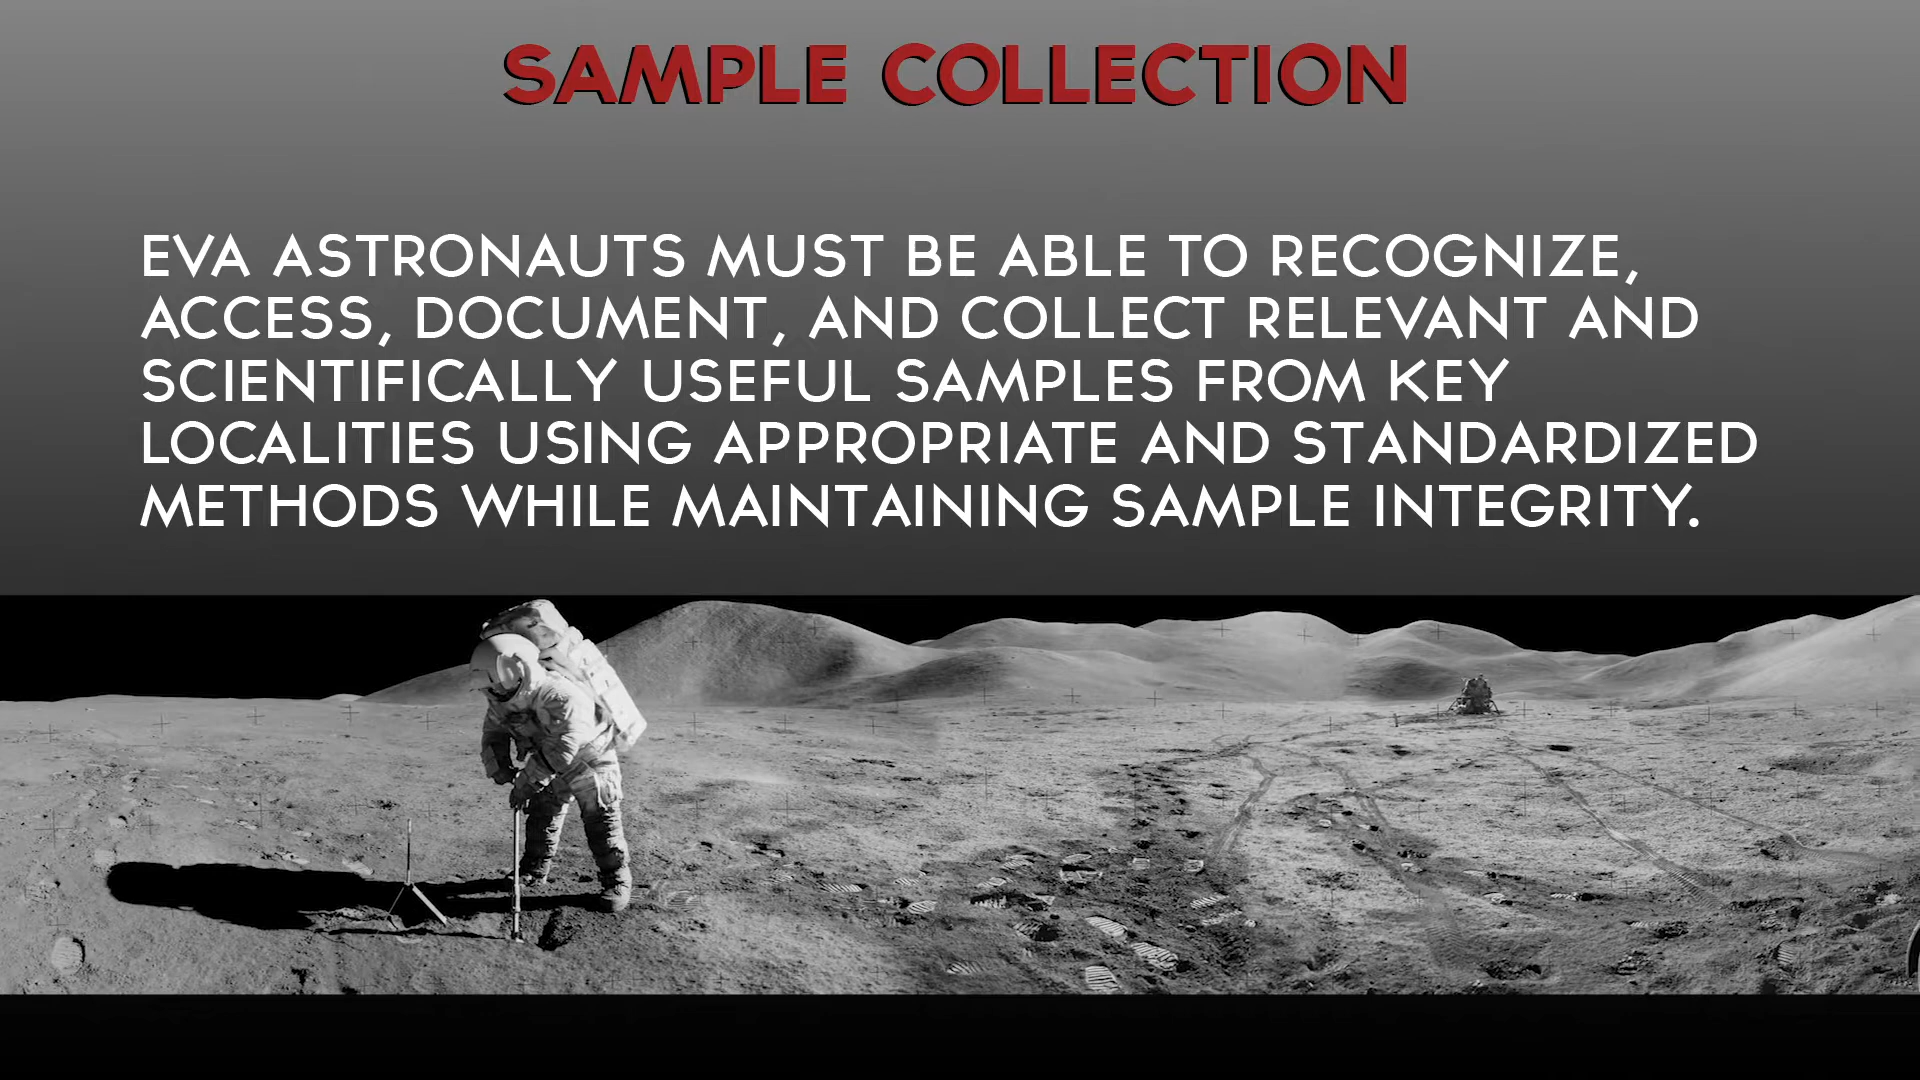 SAMPLE COLLECTION
EVA ASTRONAUTS MUST BE ABLE TO RECOGNIZE,
ACCESS, DOCUMENT, AND COLLECT RELEVANT AND
SCIENTIFICALLY USEFUL SAMPLES FROM KEY
LOCALITIES USING APPROPRIATE AND STANDARDIZED
METHODS WHILE MAINTAINING SAMPLE INTEGRITY.